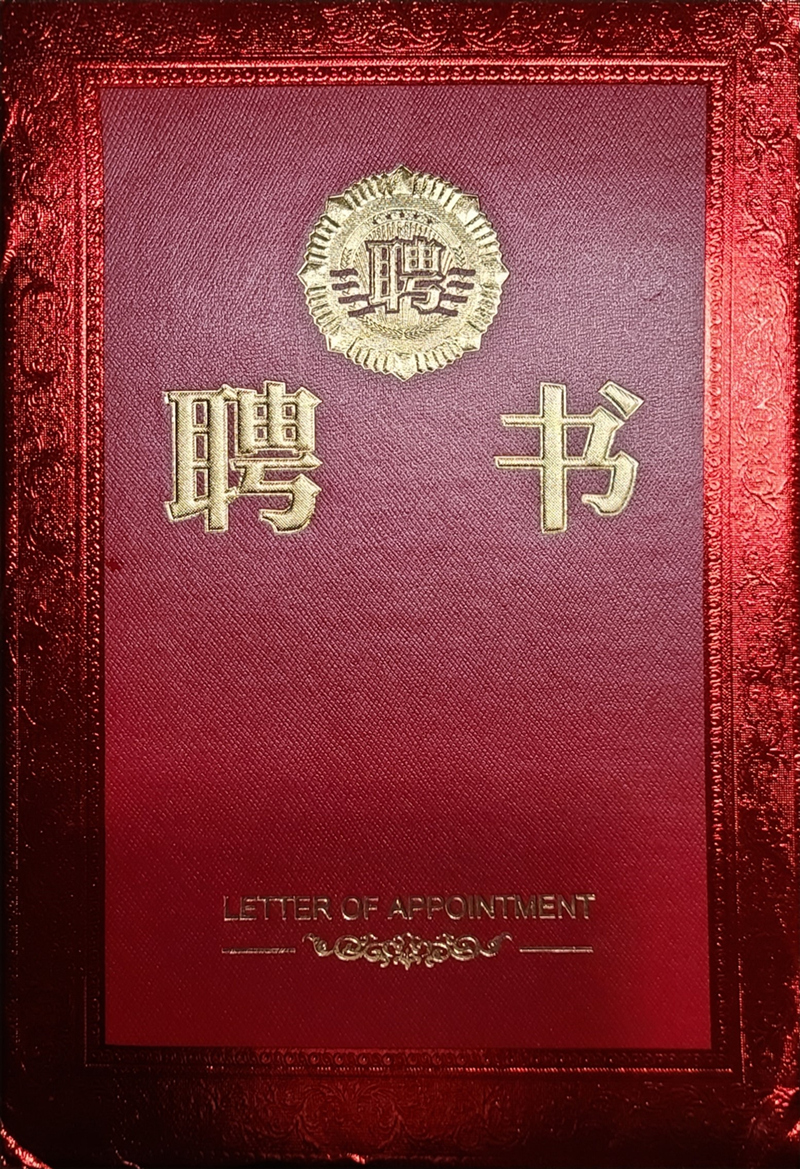 聘
聘书
LETTER OF APPOINTMENT